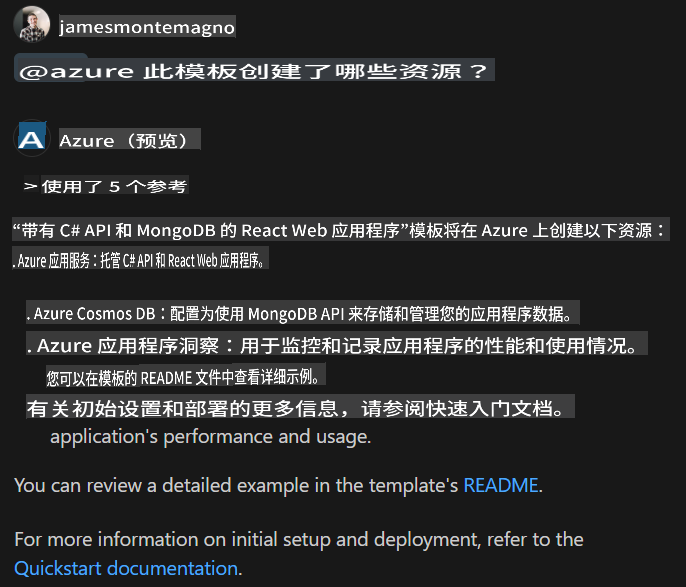 jamesmontemagno
@azure 此模板创建了哪些资源？
Azure（预览）
> 使用了 5 个参考
“带有 C# API 和 MongoDB 的 React Web 应用程序”模板将在 Azure 上创建以下资源：
. Azure 应用服务：托管 C# API 和 React Web 应用程序。
. Azure Cosmos DB：配置为使用 MongoDB API 来存储和管理您的应用程序数据。
. Azure 应用程序洞察：用于监控和记录应用程序的性能和使用情况。
您可以在模板的 README 文件中查看详细示例。
有关初始设置和部署的更多信息，请参阅快速入门文档。
application's performance and usage.
You can review a detailed example in the template's README.
For more information on initial setup and deployment, refer to the
Quickstart documentation.